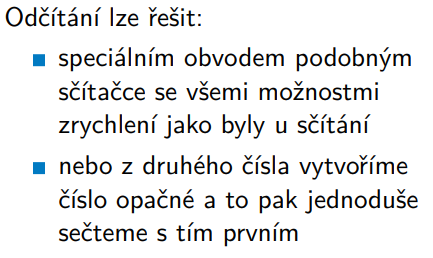 Odčítání lze řešit:
speciálním obvodem podobným
sčítačce se všemi možnostmi
zrychlení jako byly u sčítání
nebo z druhého čísla vytvoříme
číslo opačné a to pak jednoduše
sečteme s tím prvním